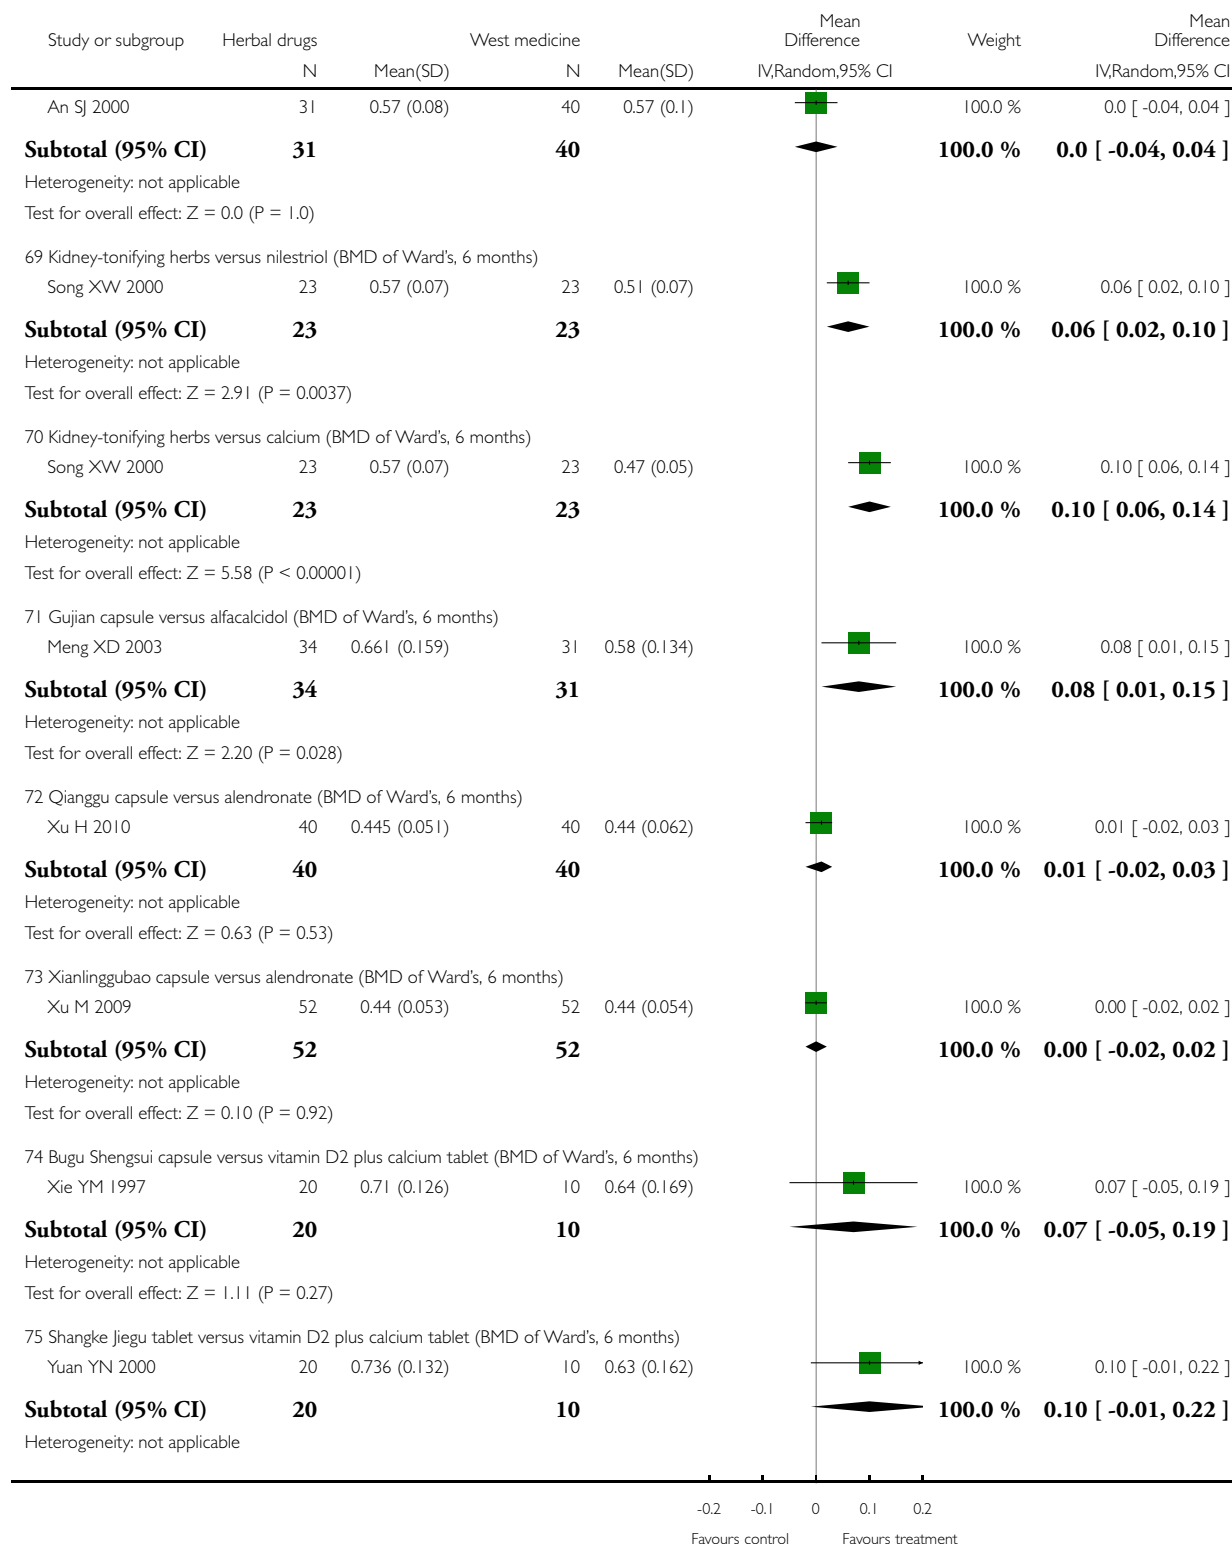 Study or subgroup Herbal drugs West medicine Mean Difference Weight Mean Difference
N Mean(SD) N Mean(SD) IV,Random,95% CI IV,Random,95% CI
An SJ 2000 31 0.57 (0.08) 40 0.57 (0.1) 100.0 % 0.0 [ -0.04, 0.04 ]
Subtotal (95% CI) 31 40 100.0 % 0.0 [ -0.04, 0.04 ]
Heterogeneity: not applicable
Test for overall effect: Z = 0.0 (P = 1.0)
69 Kidney-tonifying herbs versus nilestriol (BMD of Ward's, 6 months)
Song XW 2000 23 0.57 (0.07) 23 0.51 (0.07) 100.0 % 0.06 [ 0.02, 0.10 ]
Subtotal (95% CI) 23 23 100.0 % 0.06 [ 0.02, 0.10 ]
Heterogeneity: not applicable
Test for overall effect: Z = 2.91 (P = 0.0037)
70 Kidney-tonifying herbs versus calcium (BMD of Ward's, 6 months)
Song XW 2000 23 0.57 (0.07) 23 0.47 (0.05) 100.0 % 0.10 [ 0.06, 0.14 ]
Subtotal (95% CI) 23 23 100.0 % 0.10 [ 0.06, 0.14 ]
Heterogeneity: not applicable
Test for overall effect: Z = 5.58 (P < 0.00001)
71 Gujian capsule versus alfacalcidol (BMD of Ward's, 6 months)
Meng XD 2003 34 0.661 (0.159) 31 0.58 (0.134) 100.0 % 0.08 [ 0.01, 0.15 ]
Subtotal (95% CI) 34 31 100.0 % 0.08 [ 0.01, 0.15 ]
Heterogeneity: not applicable
Test for overall effect: Z = 2.20 (P = 0.028)
72 Qianggu capsule versus alendronate (BMD of Ward's, 6 months)
Xu H 2010 40 0.445 (0.051) 40 0.44 (0.062) 100.0 % 0.01 [ -0.02, 0.03 ]
Subtotal (95% CI) 40 40 100.0 % 0.01 [ -0.02, 0.03 ]
Heterogeneity: not applicable
Test for overall effect: Z = 0.63 (P = 0.53)
73 Xianlinggubao capsule versus alendronate (BMD of Ward's, 6 months)
Xu M 2009 52 0.44 (0.053) 52 0.44 (0.054) 100.0 % 0.00 [ -0.02, 0.02 ]
Subtotal (95% CI) 52 52 100.0 % 0.00 [ -0.02, 0.02 ]
Heterogeneity: not applicable
Test for overall effect: Z = 0.10 (P = 0.92)
74 Bugu Shengsui capsule versus vitamin D2 plus calcium tablet (BMD of Ward's, 6 months)
Xie YM 1997 20 0.71 (0.126) 10 0.64 (0.169) 100.0 % 0.07 [ -0.05, 0.19 ]
Subtotal (95% CI) 20 10 100.0 % 0.07 [ -0.05, 0.19 ]
Heterogeneity: not applicable
Test for overall effect: Z = 1.11 (P = 0.27)
75 Shangke Jiegu tablet versus vitamin D2 plus calcium tablet (BMD of Ward's, 6 months)
Yuan YN 2000 20 0.736 (0.132) 10 0.63 (0.162) 100.0 % 0.10 [ -0.01, 0.22 ]
Subtotal (95% CI) 20 10 100.0 % 0.10 [ -0.01, 0.22 ]
Heterogeneity: not applicable
-0.2 -0.1 0 0.1 0.2
Favours control Favours treatment